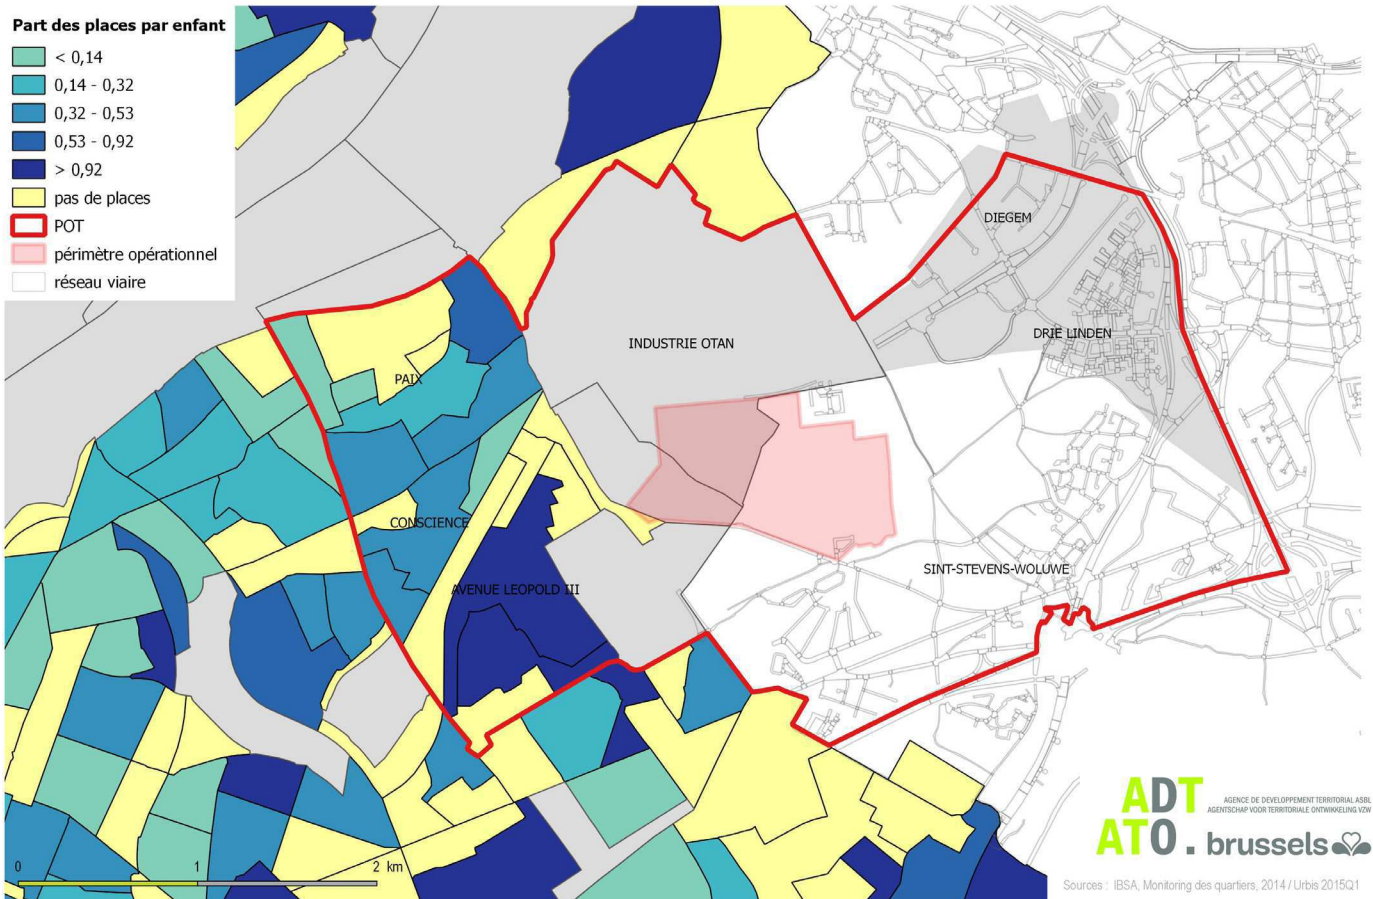 Part des places par enfant
< 0,14
0,14 - 0,32
0,32 - 0,53
0,53 - 0,92
> 0,92
pas de places
POT
périmètre opérationnel
réseau viaire
DIEGEM
DRIE LINDEN
INDUSTRIE OTAN
PAIX
CONSCIENCE
SINT-STEVENS-WOLUWE
AVENUE LEOPOLD III
0 1 2 km
ADT
ATO. brussels
AGENCE DE DEVELOPPEMENT TERRITORIAL ASBL
AGENTSCHAP VOOR TERRITORIALE ONTWIKKELING VZW
Sources : IBSA, Monitoring des quartiers, 2014 / Urbis 2015Q1